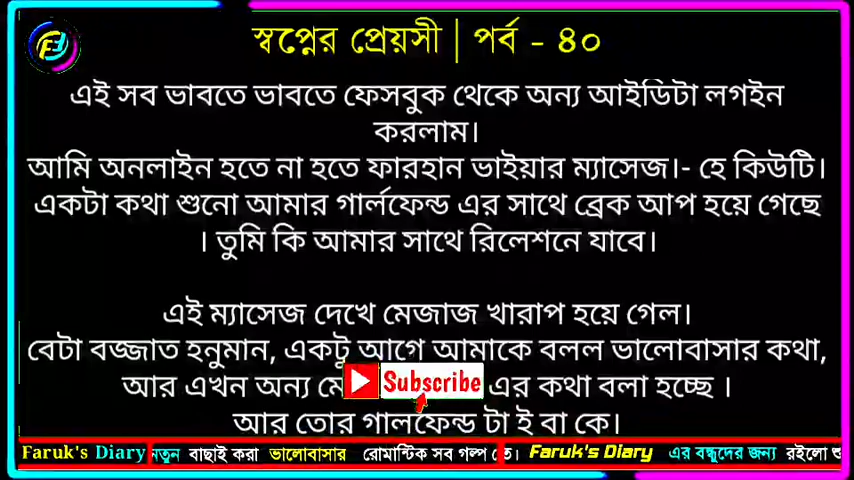 স্বপ্নের প্রেয়সী | পর্ব - ৪০
এই সব ভাবতে ভাবতে ফেসবুক থেকে অন্য আইডিটা লগইন
করলাম।
আমি অনলাইন হতে না হতে ফারহান ভাইয়ার ম্যাসেজ।- হে কিউটি।
একটা কথা শুনো আমার গার্লফেন্ড এর সাথে ব্রেক আপ হয়ে গেছে
। তুমি কি আমার সাথে রিলেশনে যাবে।
এই ম্যাসেজ দেখে মেজাজ খারাপ হয়ে গেল।
বেটা বজ্জাত হনুমান, একটু আগে আমাকে বলল ভালোবাসার কথা,
আর এখন অন্য Subscribe এর কথা বলা হচ্ছে ।
আর তোর গার্লফেন্ড টা ই বা কে।
Faruk's Diary নতুন বাছাই করা ভালোবাসার রোমান্টিক সব গল্প Faruk's Diary এর বন্ধুদের জন্য রইলো